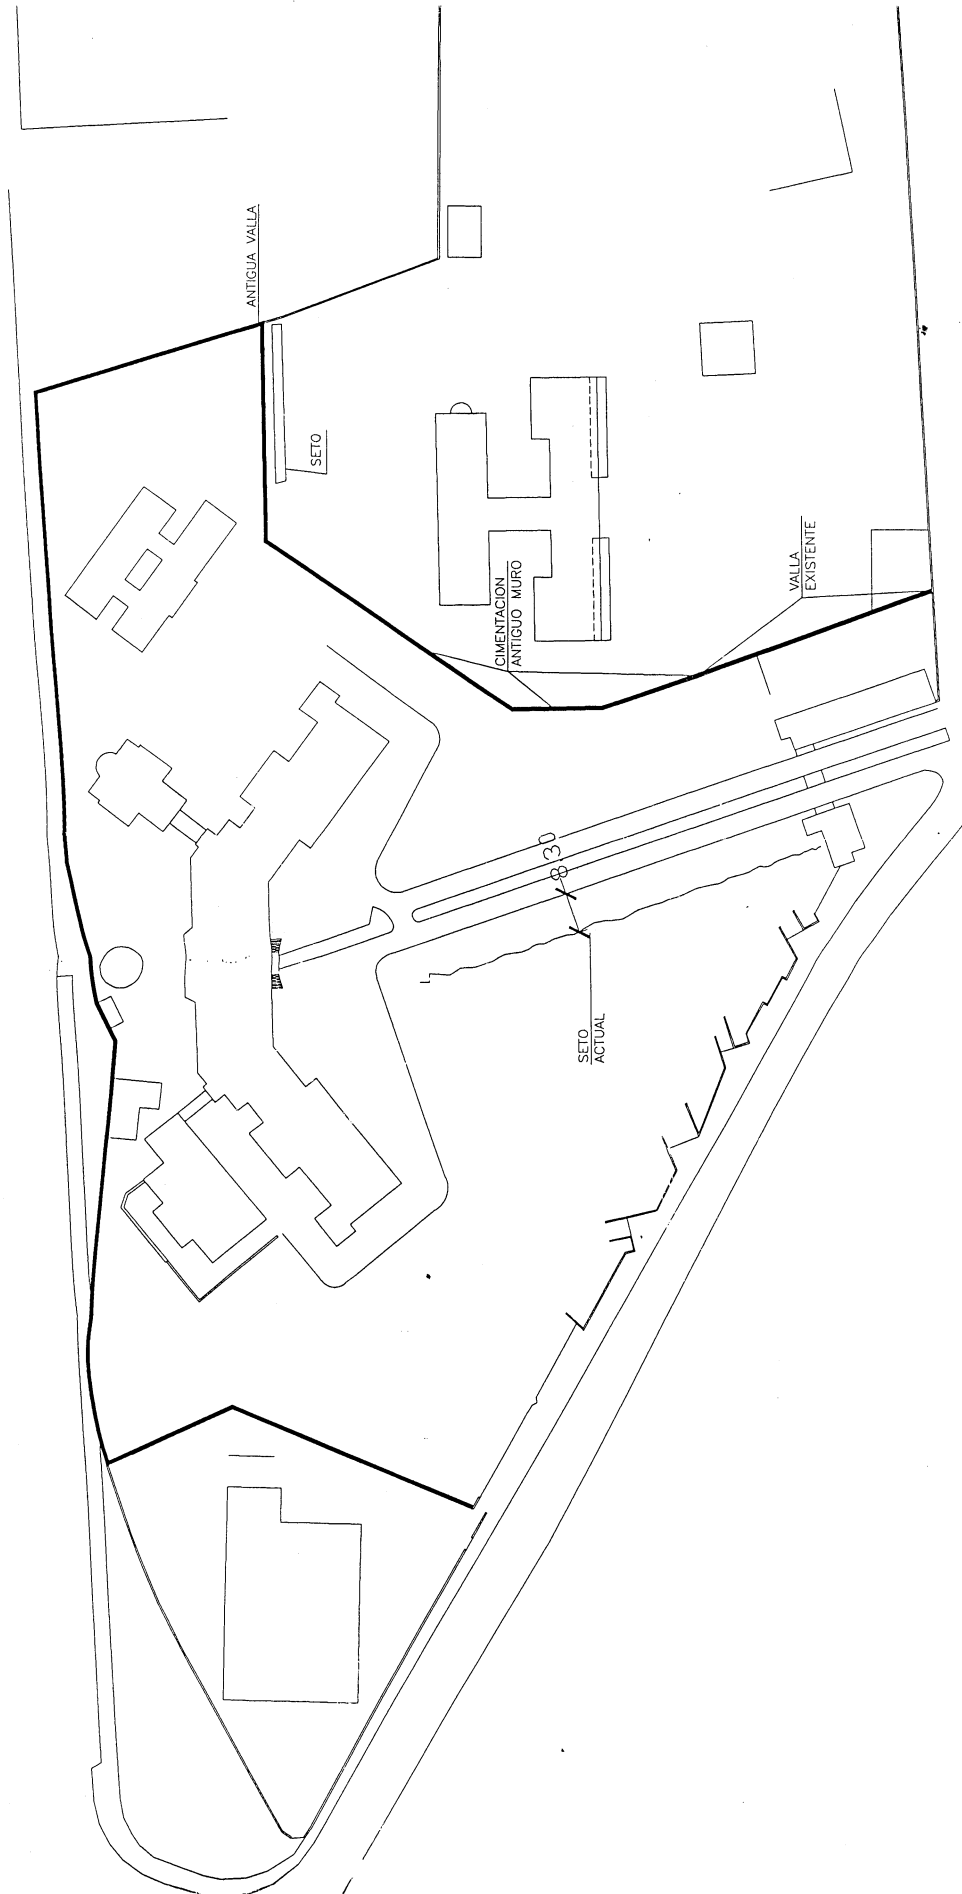 ANTIGUA VALLA
SETO
CIMENTACION
ANTIGUO MURO
VALLA
EXISTENTE
8.30
SETO
ACTUAL